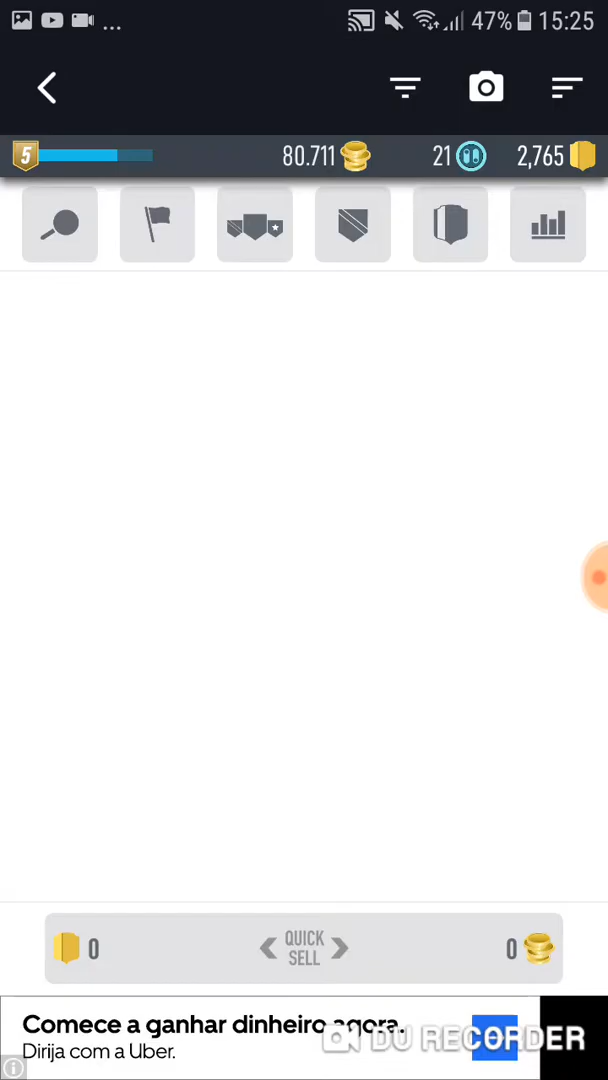 ... 47% 15:25
5 80.711 21 2,765
0 QUICK SELL 0
Comece a ganhar dinheiro agora.
Dirija com a Uber.
DU RECORDER